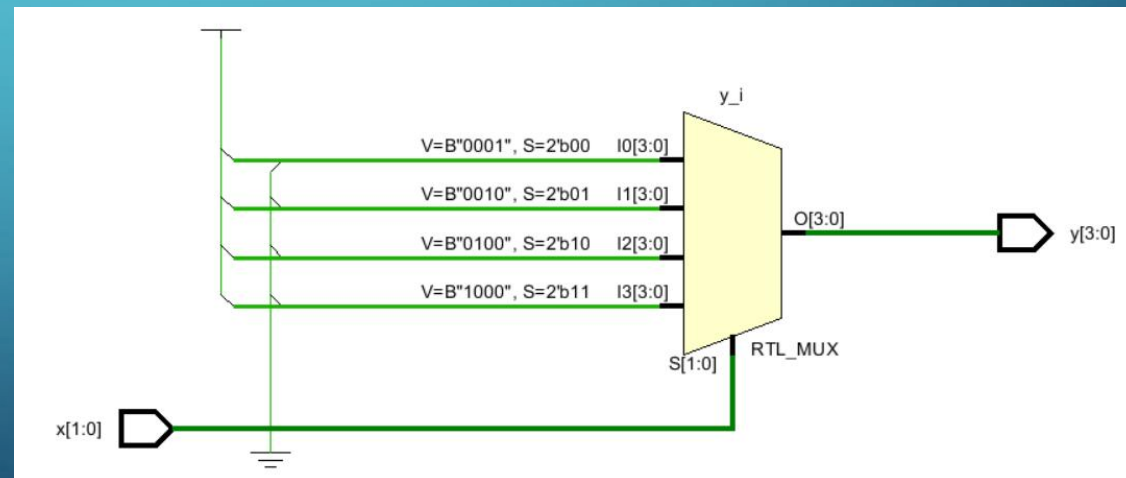 y_i
V=B"0001", S=2'b00 I0[3:0]
V=B"0010", S=2'b01 I1[3:0]
V=B"0100", S=2'b10 I2[3:0]
V=B"1000", S=2'b11 I3[3:0]
O[3:0]
y[3:0]
S[1:0]
RTL_MUX
x[1:0]